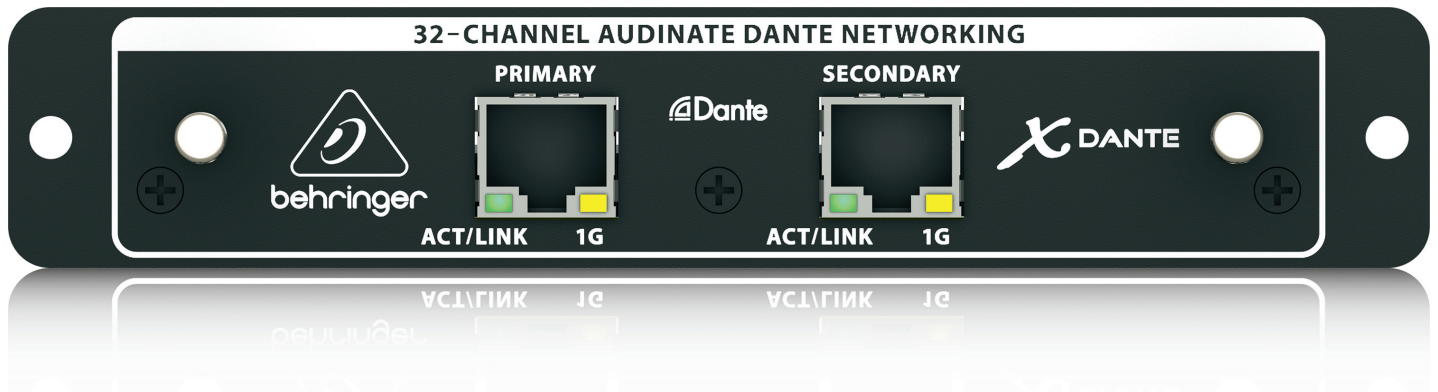 32-CHANNEL AUDINATE DANTE NETWORKING
PRIMARY
SECONDARY
Dante
X DANTE
behringer
ACT/LINK 1G
ACT/LINK 1G